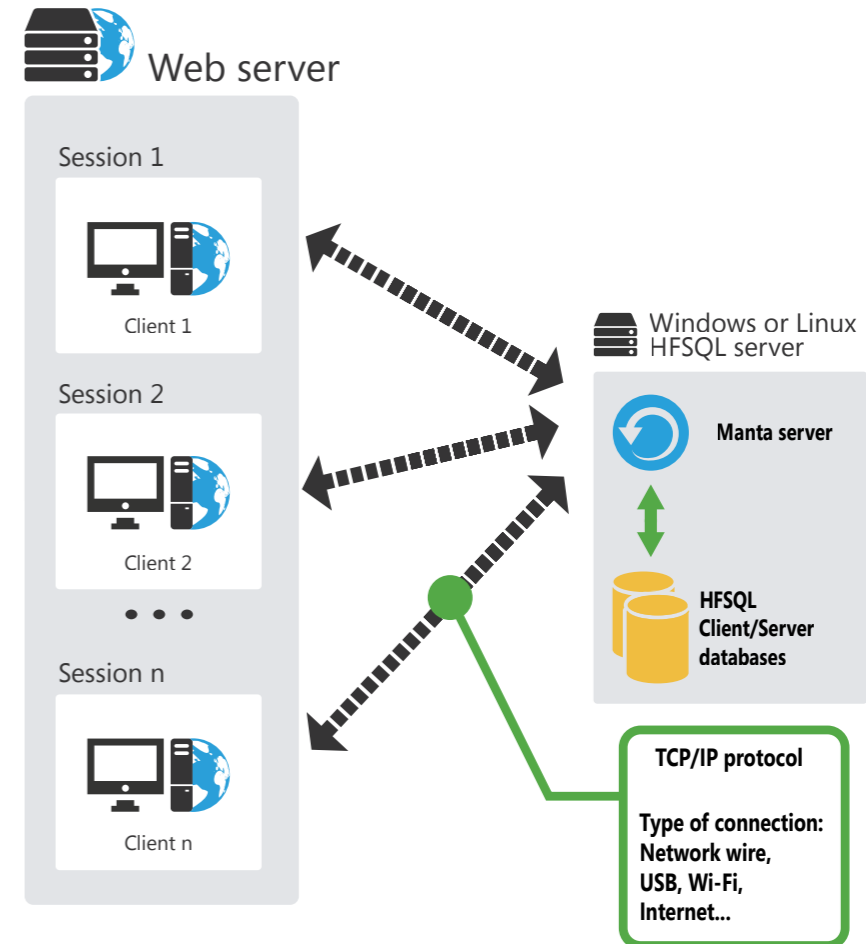 Web server
Session 1
Client 1
Session 2
Client 2
Session n
Client n
Windows or Linux
HFSQL server
Manta server
HFSQL
Client/Server
databases
TCP/IP protocol
Type of connection:
Network wire,
USB, Wi-Fi,
Internet...